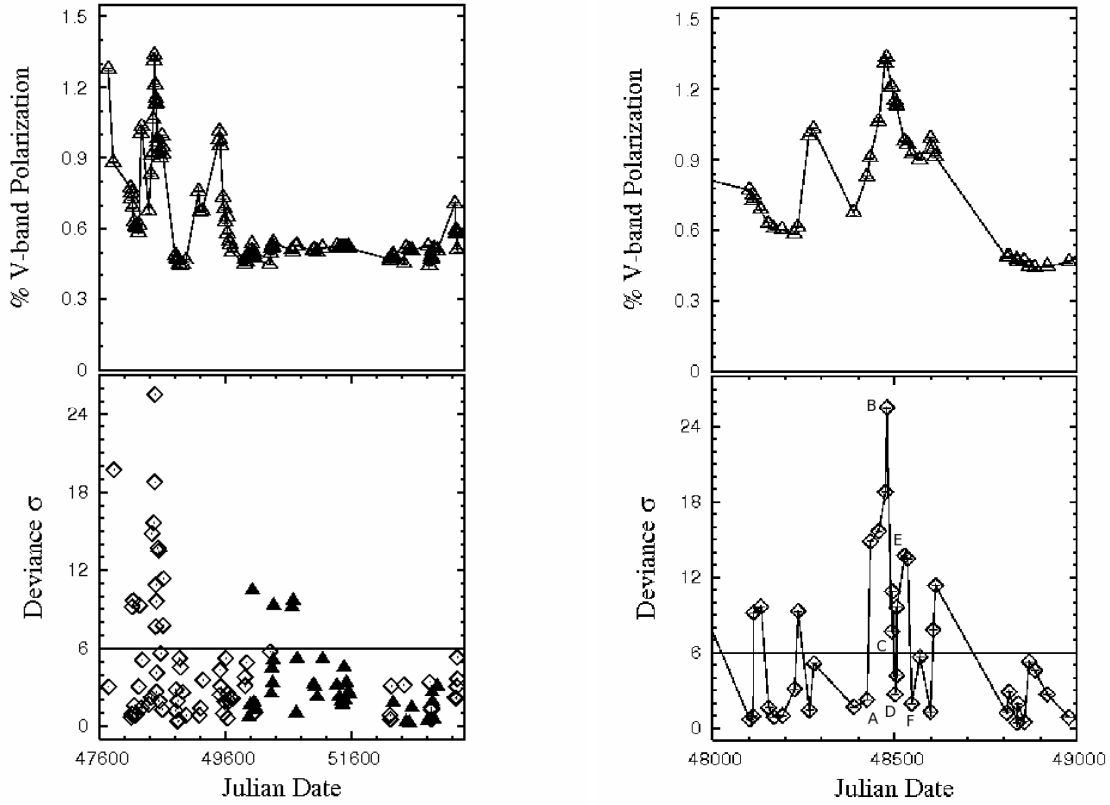 % V-band Polarization
1.5
1.2
0.9
0.6
0.3
0
Deviance σ
24
18
12
6
0
47600
49600
51600
Julian Date
% V-band Polarization
1.5
1.2
0.9
0.6
0.3
0
Deviance σ
24
18
12
6
0
B
E
C
A
D
F
48000
48500
49000
Julian Date